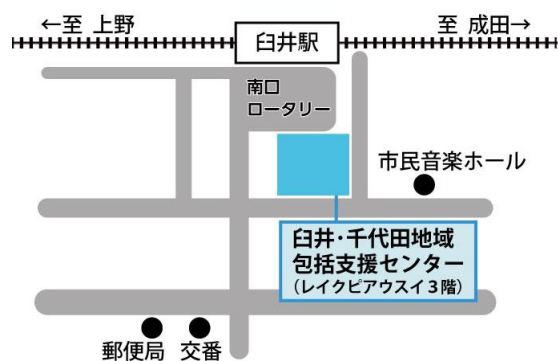 ←至 上野
臼井駅
至 成田→
南口
ロータリー
市民音楽ホール
臼井・千代田地域
包括支援センター
（レイクピアウスイ３階）
郵便局
交番